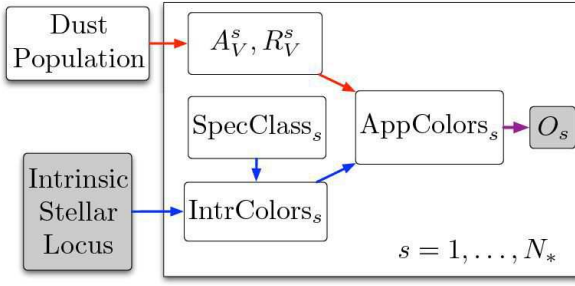 Dust
Population
A_V^s, R_V^s
SpecClass_s
AppColors_s
O_s
Intrinsic
Stellar
Locus
IntrColors_s
s = 1, . . . , N_*